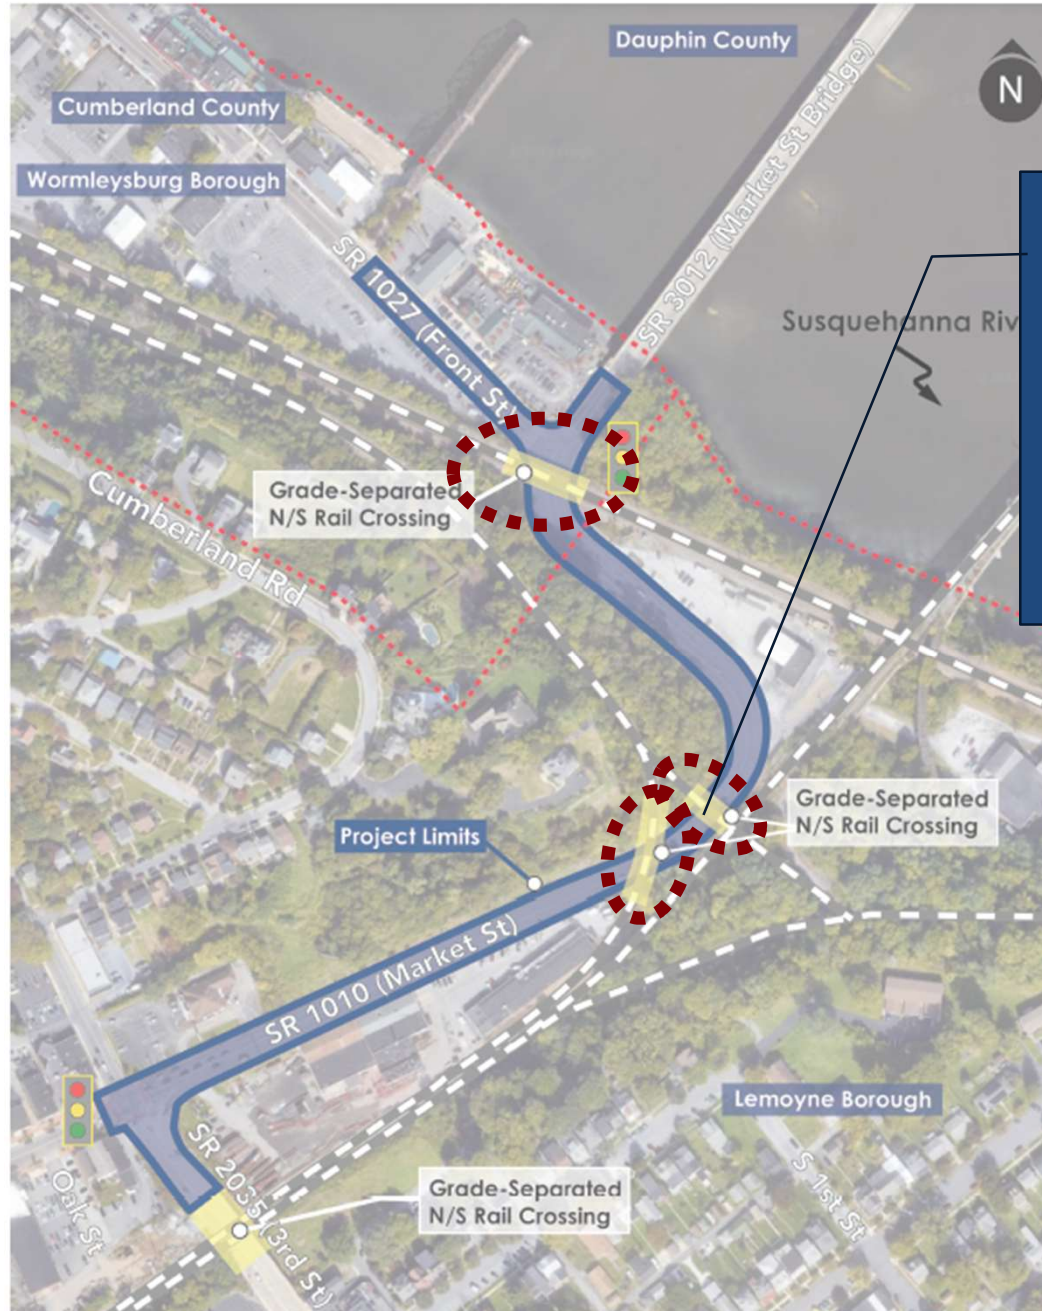 Dauphin County
N
Cumberland County
Wormleysburg Borough
SR 3012 (Market St Bridge)
SR 1027 (Front St)
Susquehanna Riv
Grade-Separated
N/S Rail Crossing
Cumberland Rd
Grade-Separated
N/S Rail Crossing
Project Limits
SR 1010 (Market St)
Lemoyne Borough
SR 2035 (3rd St)
Oak St
S 1st St
Grade-Separated
N/S Rail Crossing